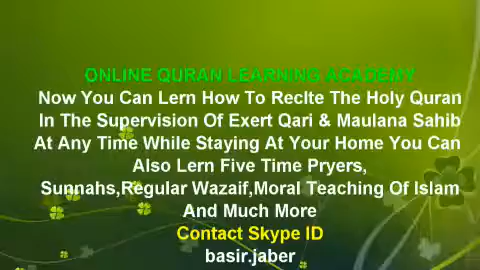 ONLINE QURAN LEARNING ACADEMY
Now You Can Lern How To RecIte The Holy Quran
In The Supervision Of Exert Qari & Maulana Sahib
At Any Time While Staying At Your Home You Can
Also Lern Five Time Pryers,
Sunnahs,Regular Wazaif,Moral Teaching Of Islam
And Much More
Contact Skype ID
basir.jaber